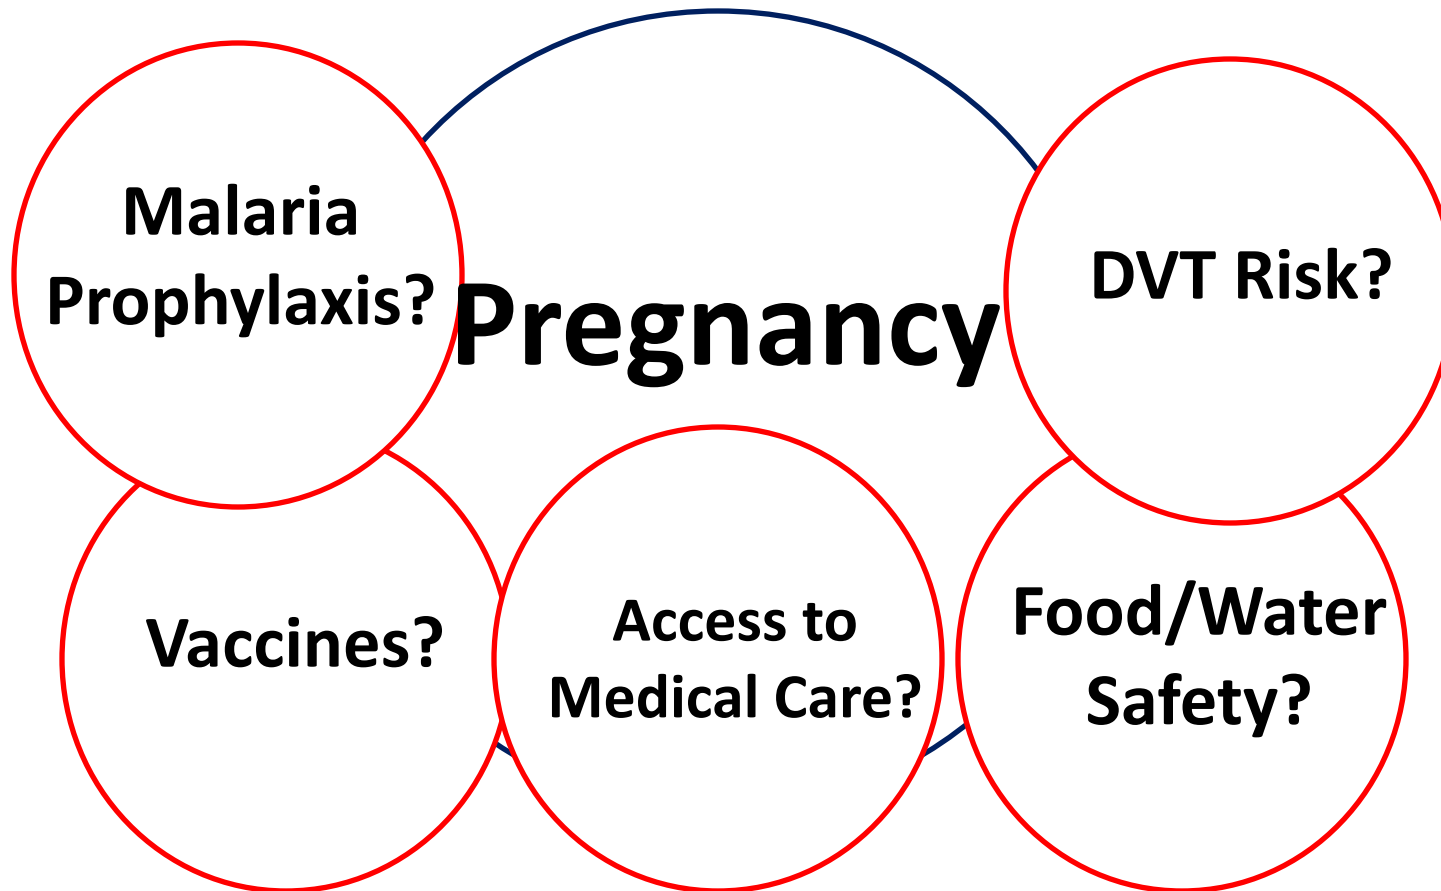 Malaria
Prophylaxis?
Pregnancy
DVT Risk?
Vaccines?
Access to
Medical Care?
Food/Water
Safety?